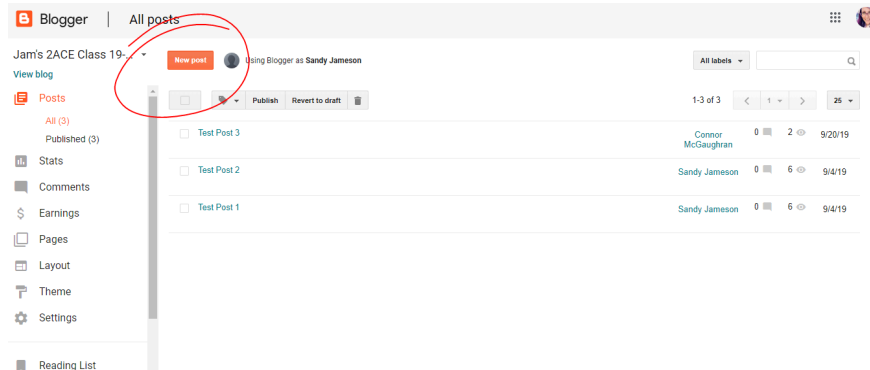 Blogger | All posts
Jam's 2ACE Class 19-...
View blog
New post
Using Blogger as Sandy Jameson
All labels
Posts
All (3)
Published (3)
Stats
Comments
Earnings
Pages
Layout
Theme
Settings
Reading List
Publish
Revert to draft
1-3 of 3
1
25
Test Post 3
Connor
McGaughran
0
2
9/20/19
Test Post 2
Sandy Jameson
0
6
9/4/19
Test Post 1
Sandy Jameson
0
6
9/4/19